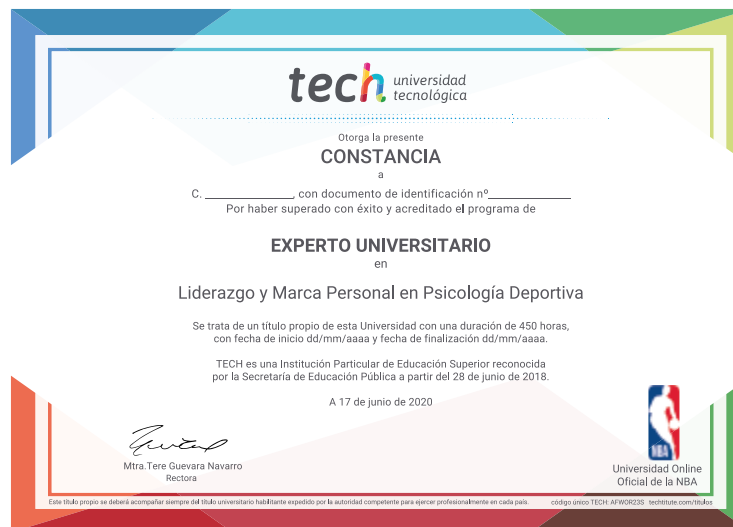 tech universidad
tecnológica
Otorga la presente
CONSTANCIA
a
C. ______________, con documento de identificación nº______________
Por haber superado con éxito y acreditado el programa de
EXPERTO UNIVERSITARIO
en
Liderazgo y Marca Personal en Psicología Deportiva
Se trata de un título propio de esta Universidad con una duración de 450 horas,
con fecha de inicio dd/mm/aaaa y fecha de finalización dd/mm/aaaa.
TECH es una Institución Particular de Educación Superior reconocida
por la Secretaría de Educación Pública a partir del 28 de junio de 2018.
A 17 de junio de 2020
Mtra.Tere Guevara Navarro
Rectora
NBA
Universidad Online
Oficial de la NBA
Este título propio se deberá acompañar siempre del título universitario habilitante expedido por la autoridad competente para ejercer profesionalmente en cada país. código único TECH: AFWOR23S techtitute.com/titulos